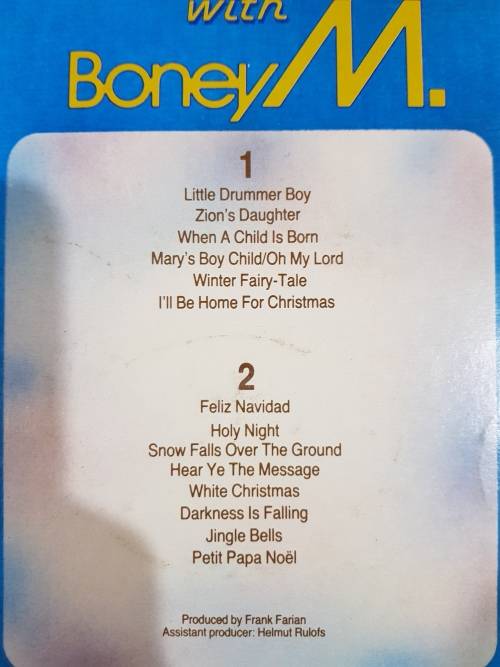 with
Boney M.
1
Little Drummer Boy
Zion's Daughter
When A Child Is Born
Mary's Boy Child/Oh My Lord
Winter Fairy-Tale
I'll Be Home For Christmas
2
Feliz Navidad
Holy Night
Snow Falls Over The Ground
Hear Ye The Message
White Christmas
Darkness Is Falling
Jingle Bells
Petit Papa Noël
Produced by Frank Farian
Assistant producer: Helmut Rulofs